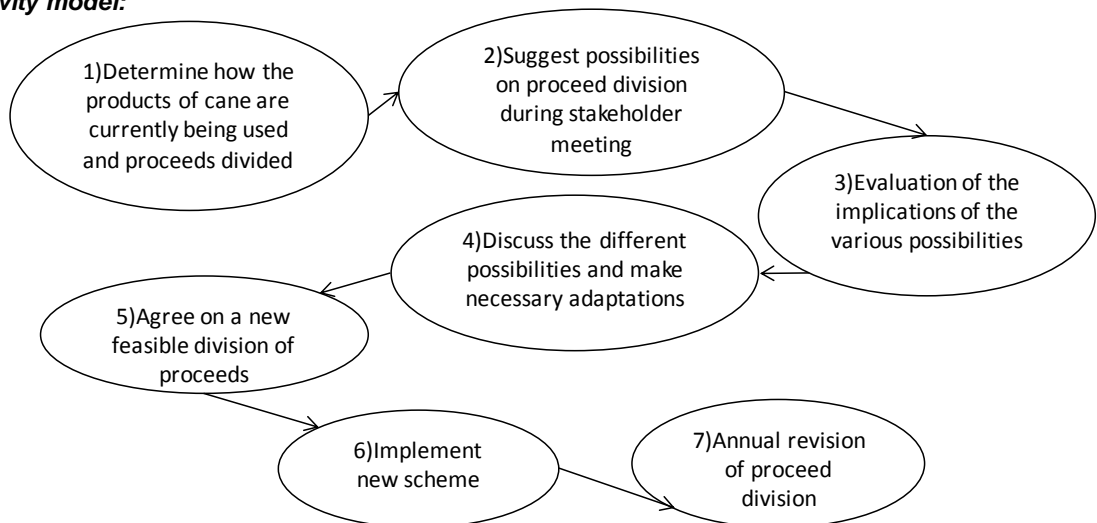 vity model:
1)Determine how the
products of cane are
currently being used
and proceeds divided
2)Suggest possibilities
on proceed division
during stakeholder
meeting
3)Evaluation of the
implications of the
various possibilities
4)Discuss the different
possibilities and make
necessary adaptations
5)Agree on a new
feasible division of
proceeds
6)Implement
new scheme
7)Annual revision
of proceed
division